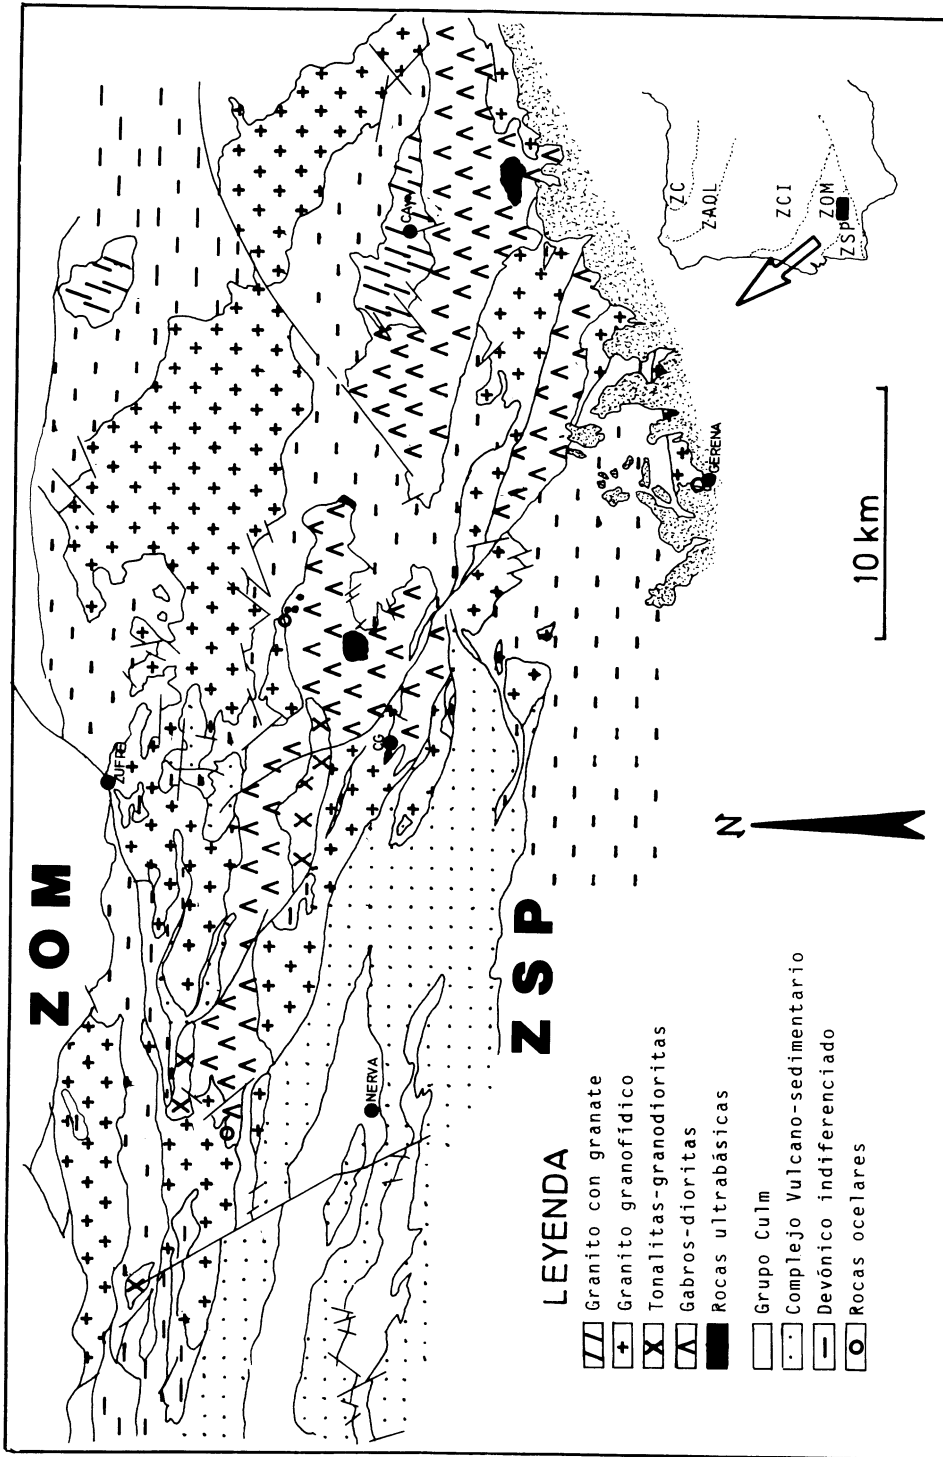 ZOM
ZSP
ZUFRE
NERVA
CG
CAYA
GERENA
N
10 km
ZC
ZAOL
ZCI
ZOM
ZSP
LEYENDA
Granito con granate
Granito granofídico
Tonalitas-granodioritas
Gabros-dioritas
Rocas ultrabásicas
Grupo Culm
Complejo Vulcano-sedimentario
Devónico indiferenciado
Rocas ocelares